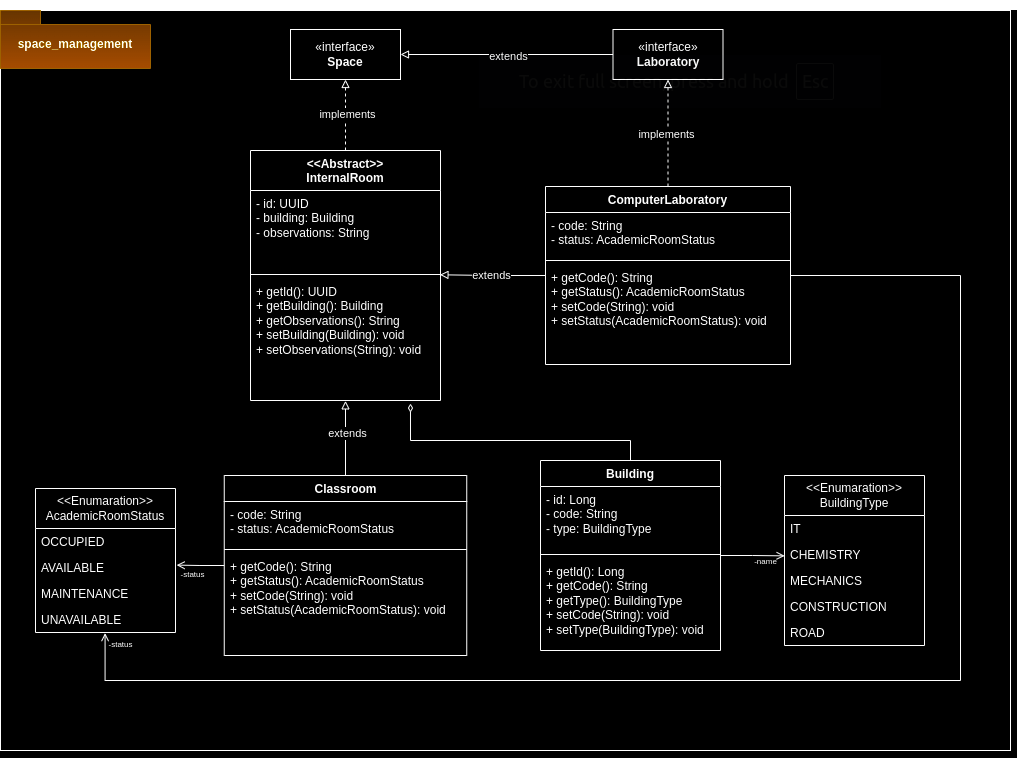 space_management
«interface»
Space
extends
«interface»
Laboratory
To exit full screen, press and hold Esc
implements
implements
<<Abstract>>
InternalRoom
- id: UUID
- building: Building
- observations: String
+ getId(): UUID
+ getBuilding(): Building
+ getObservations(): String
+ setBuilding(Building): void
+ setObservations(String): void
extends
ComputerLaboratory
- code: String
- status: AcademicRoomStatus
+ getCode(): String
+ getStatus(): AcademicRoomStatus
+ setCode(String): void
+ setStatus(AcademicRoomStatus): void
extends
<<Enumaration>>
AcademicRoomStatus
OCCUPIED
AVAILABLE
MAINTENANCE
UNAVAILABLE
-status
-status
Classroom
- code: String
- status: AcademicRoomStatus
+ getCode(): String
+ getStatus(): AcademicRoomStatus
+ setCode(String): void
+ setStatus(AcademicRoomStatus): void
Building
- id: Long
- code: String
- type: BuildingType
+ getId(): Long
+ getCode(): String
+ getType(): BuildingType
+ setCode(String): void
+ setType(BuildingType): void
-name
<<Enumaration>>
BuildingType
IT
CHEMISTRY
MECHANICS
CONSTRUCTION
ROAD